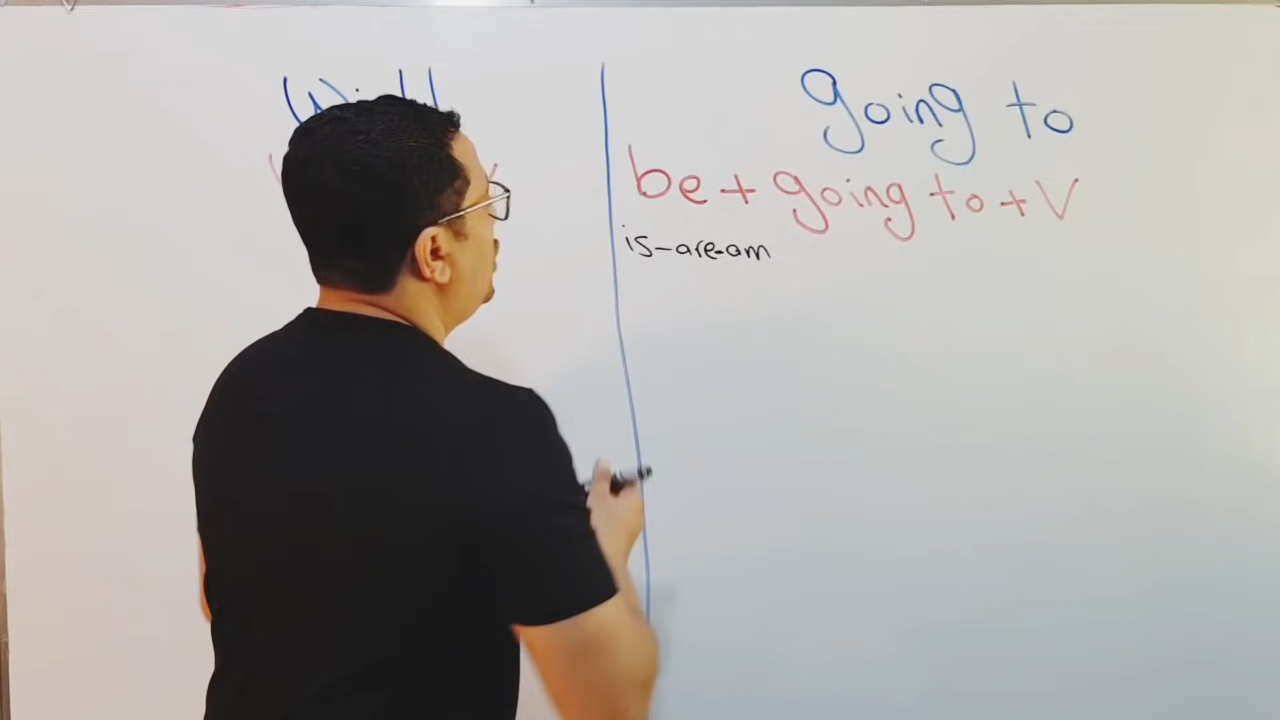 Will
going to
be + going to + V
is-are-am